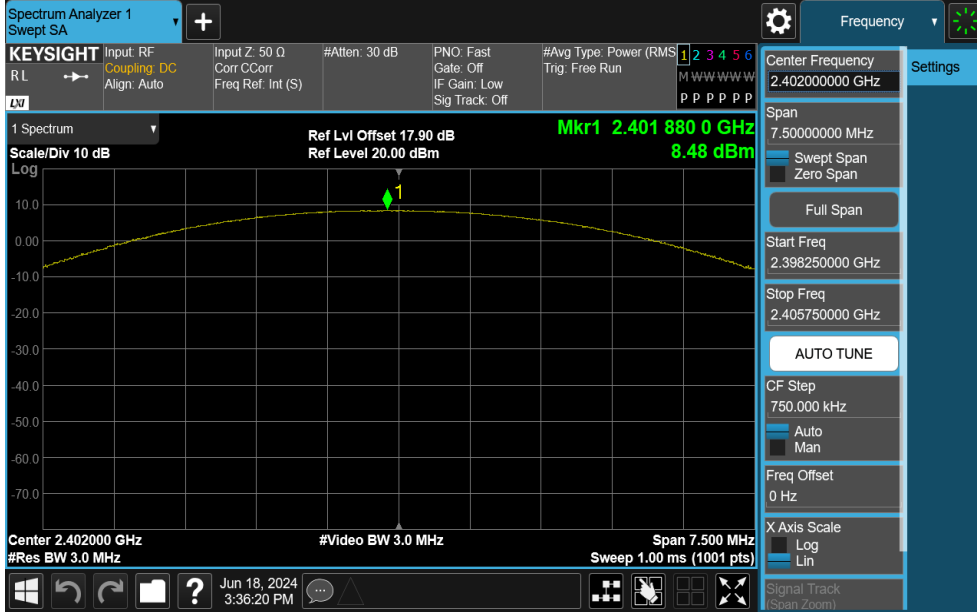 Spectrum Analyzer 1
Swept SA
+
Frequency
KEYSIGHT
R L
LXI
Input: RF
Coupling: DC
Align: Auto
Input Z: 50 Ω
Corr CCorr
Freq Ref: Int (S)
#Atten: 30 dB
PNO: Fast
Gate: Off
IF Gain: Low
Sig Track: Off
#Avg Type: Power (RMS
Trig: Free Run
1 2 3 4 5 6
M W W W W W
P P P P P P
1 Spectrum
Scale/Div 10 dB
Ref Lvl Offset 17.90 dB
Ref Level 20.00 dBm
Mkr1 2.401 880 0 GHz
8.48 dBm
Log
1
10.0
0.00
-10.0
-20.0
-30.0
-40.0
-50.0
-60.0
-70.0
Center 2.402000 GHz
#Video BW 3.0 MHz
Span 7.500 MHz
#Res BW 3.0 MHz
Sweep 1.00 ms (1001 pts)
?
Jun 18, 2024
3:36:20 PM
Center Frequency
2.402000000 GHz
Span
7.50000000 MHz
Swept Span
Zero Span
Full Span
Start Freq
2.398250000 GHz
Stop Freq
2.405750000 GHz
AUTO TUNE
CF Step
750.000 kHz
Auto
Man
Freq Offset
0 Hz
X Axis Scale
Log
Lin
Signal Track
(Span Zoom)
Settings